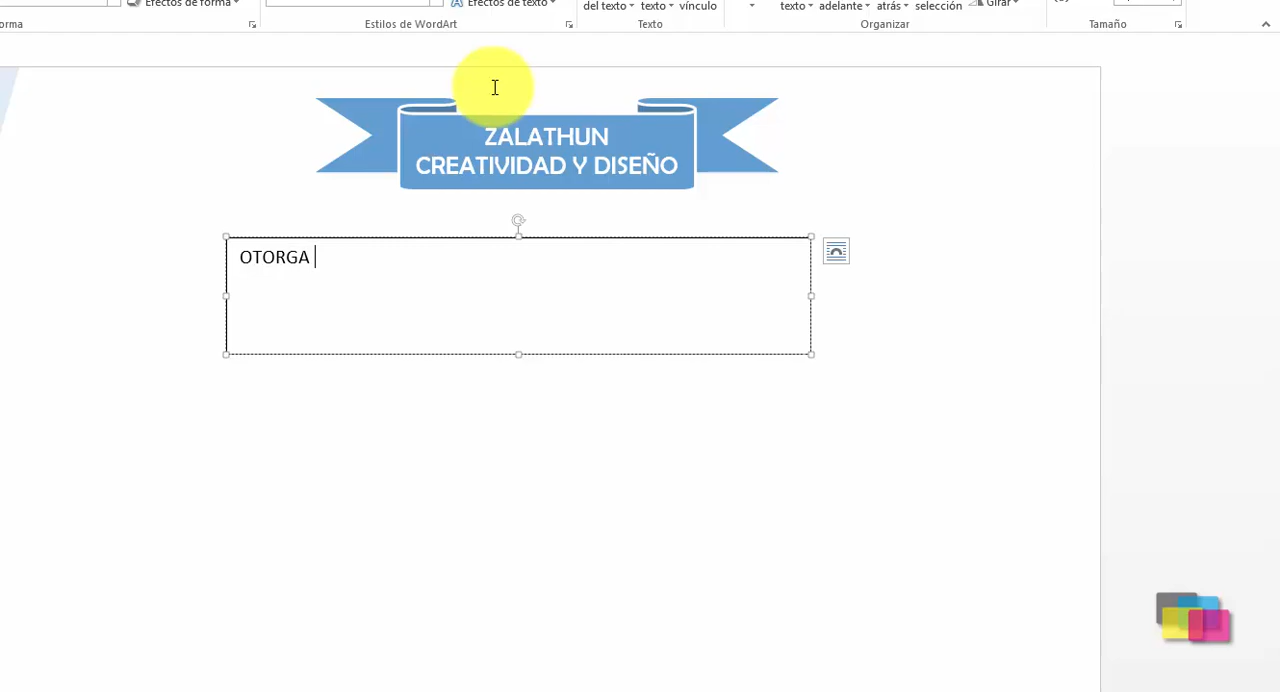 Efectos de forma
Efectos de texto
del texto texto vínculo
texto adelante atrás selección
Girar
orma
Estilos de WordArt
Texto
Organizar
Tamaño
ZALATHUN
CREATIVIDAD Y DISEÑO
OTORGA